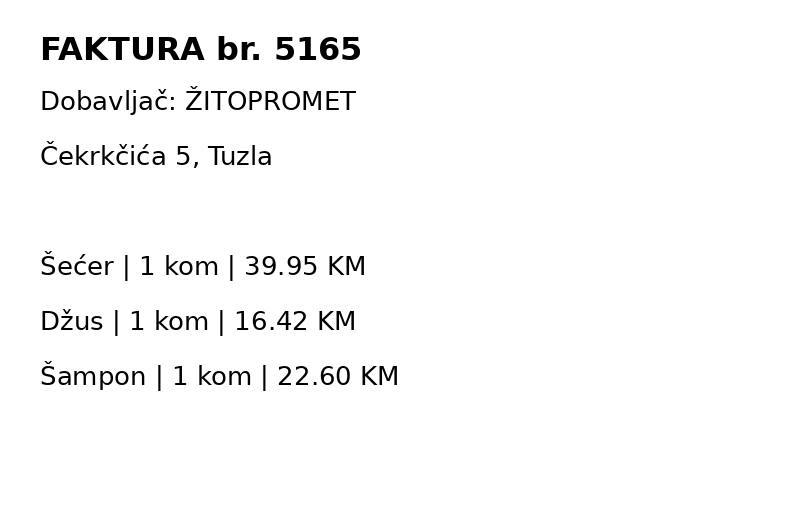 FAKTURA br. 5165
Dobavljač: ŽITOPROMET
Čekrkčića 5, Tuzla
Šećer | 1 kom | 39.95 KM
Džus | 1 kom | 16.42 KM
Šampon | 1 kom | 22.60 KM